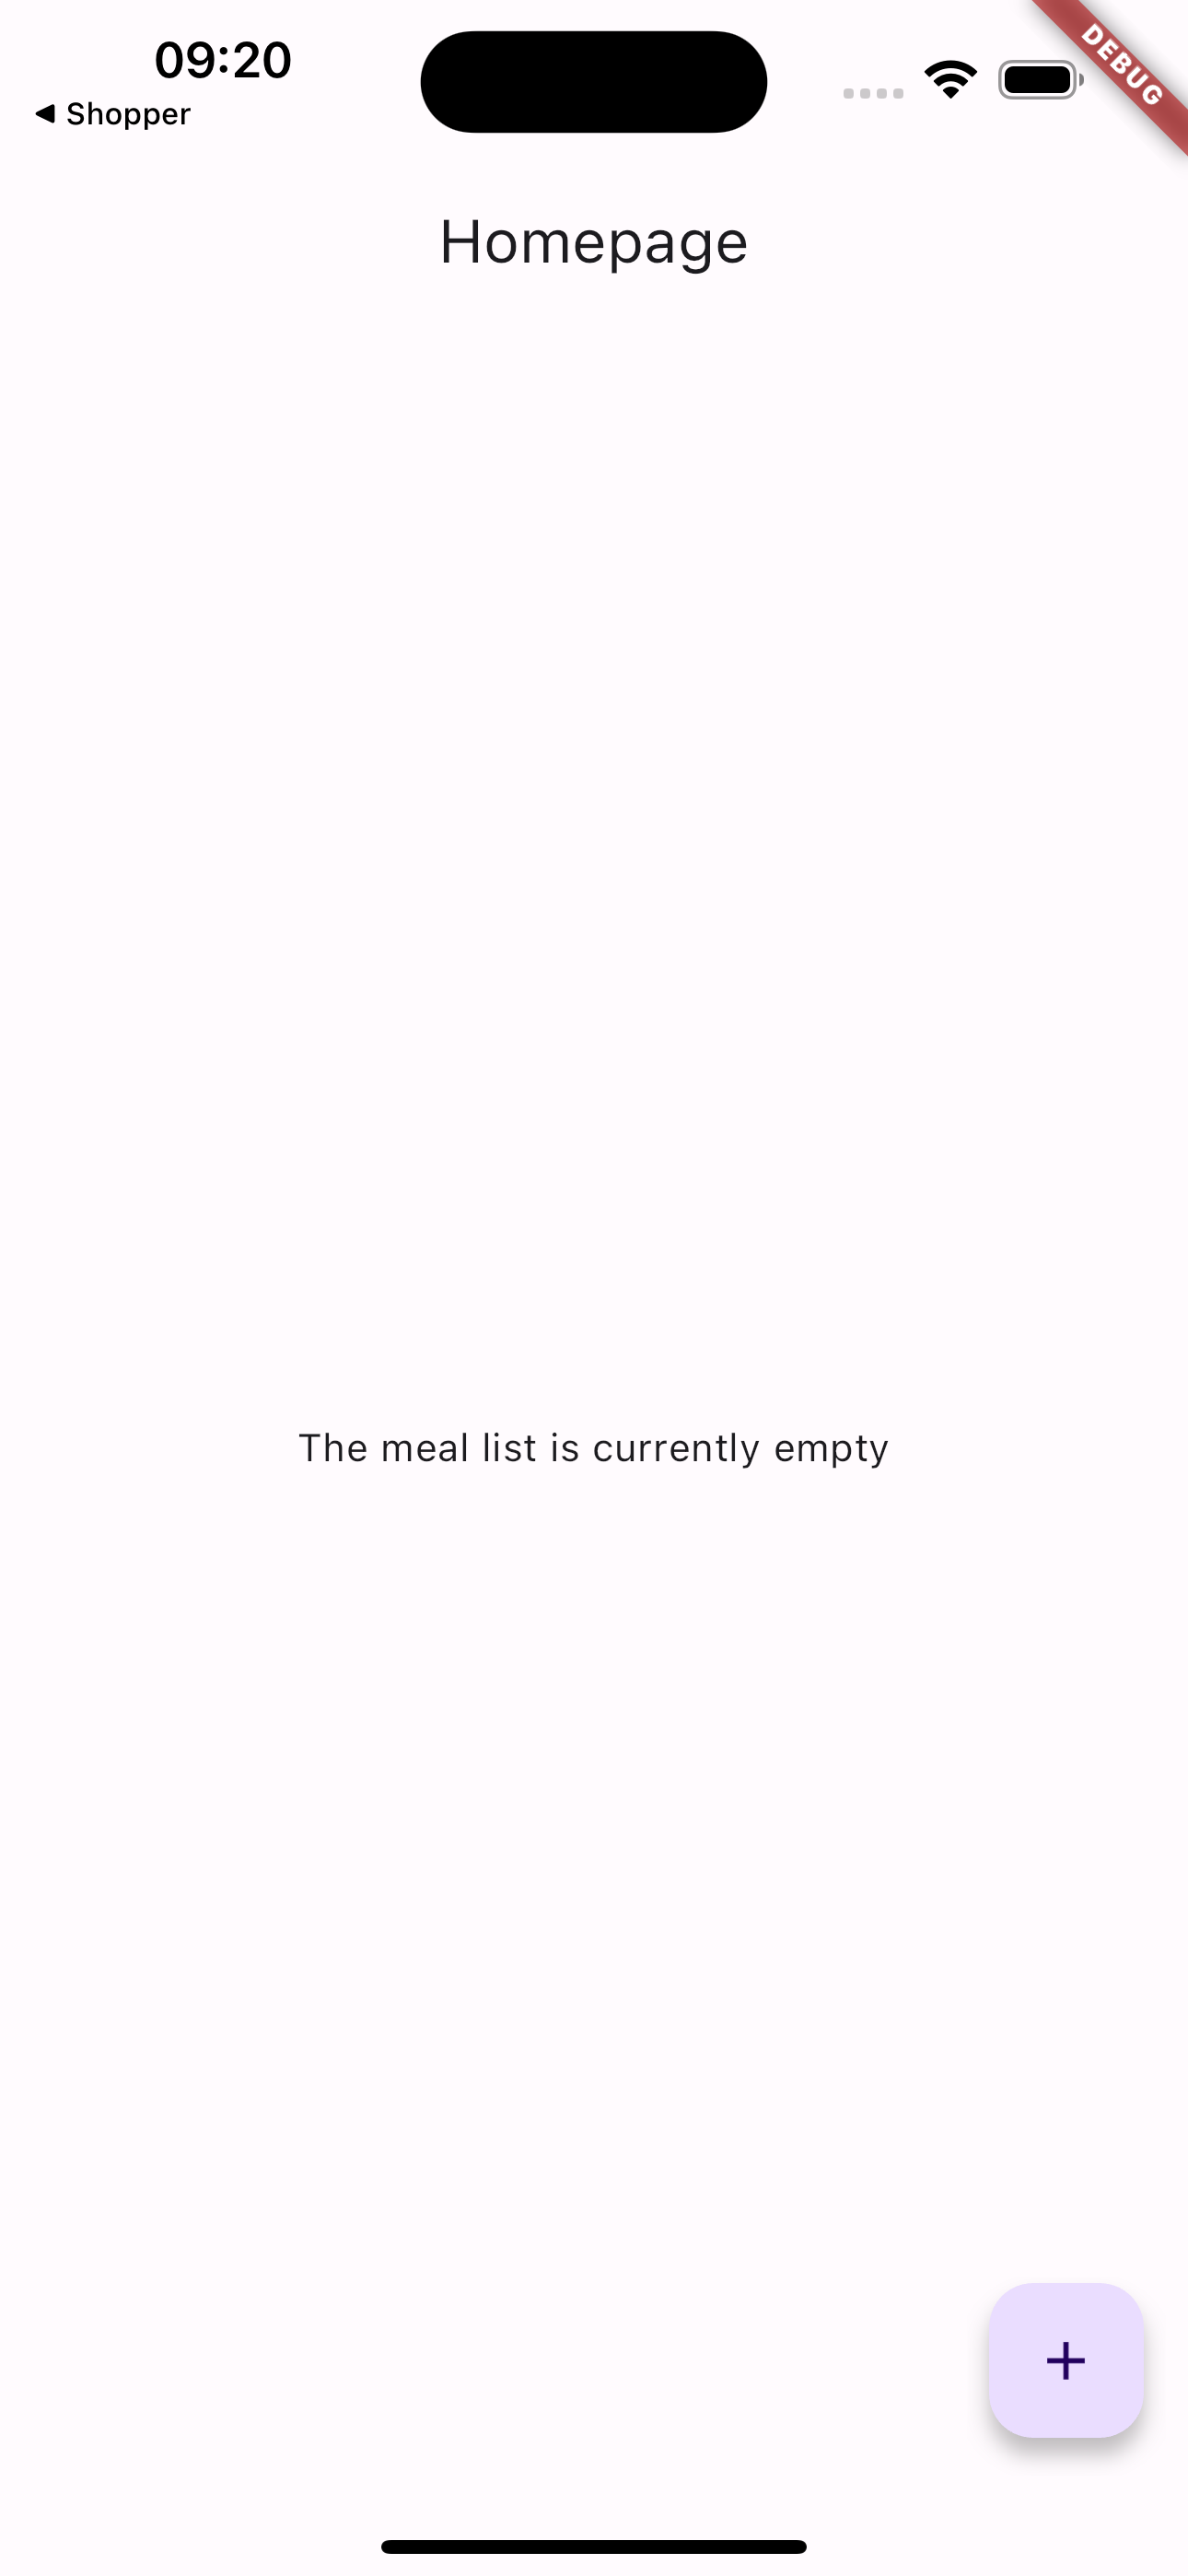 09:20
◀ Shopper
DEBUG
Homepage
The meal list is currently empty
+